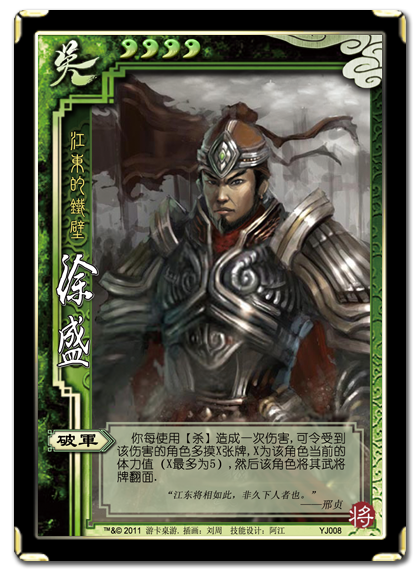 吴
江東的鐵壁
徐盛
破軍
你每使用【杀】造成一次伤害,可令受到
该伤害的角色多摸X张牌,X为该角色当前的
体力值（X最多为5）,然后该角色将其武将
牌翻面.
“江东将相如此，非久下人者也。”
——邢贞
将
™&© 2011 游卡桌游. 插画：刘周 技能设计：阿江 YJ008